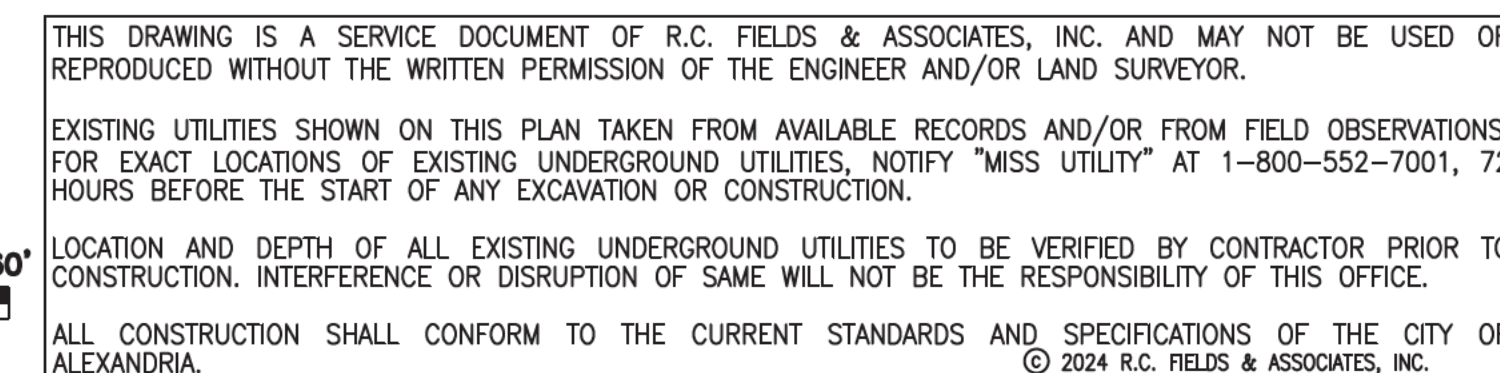 THIS DRAWING IS A SERVICE DOCUMENT OF R.C. FIELDS & ASSOCIATES, INC. AND MAY NOT BE USED OR
REPRODUCED WITHOUT THE WRITTEN PERMISSION OF THE ENGINEER AND/OR LAND SURVEYOR.
EXISTING UTILITIES SHOWN ON THIS PLAN TAKEN FROM AVAILABLE RECORDS AND/OR FROM FIELD OBSERVATIONS
FOR EXACT LOCATIONS OF EXISTING UNDERGROUND UTILITIES, NOTIFY "MISS UTILITY" AT 1-800-552-7001, 72
HOURS BEFORE THE START OF ANY EXCAVATION OR CONSTRUCTION.
LOCATION AND DEPTH OF ALL EXISTING UNDERGROUND UTILITIES TO BE VERIFIED BY CONTRACTOR PRIOR TO
CONSTRUCTION. INTERFERENCE OR DISRUPTION OF SAME WILL NOT BE THE RESPONSIBILITY OF THIS OFFICE.
ALL CONSTRUCTION SHALL CONFORM TO THE CURRENT STANDARDS AND SPECIFICATIONS OF THE CITY OF
ALEXANDRIA.
© 2024 R.C. FIELDS & ASSOCIATES, INC.